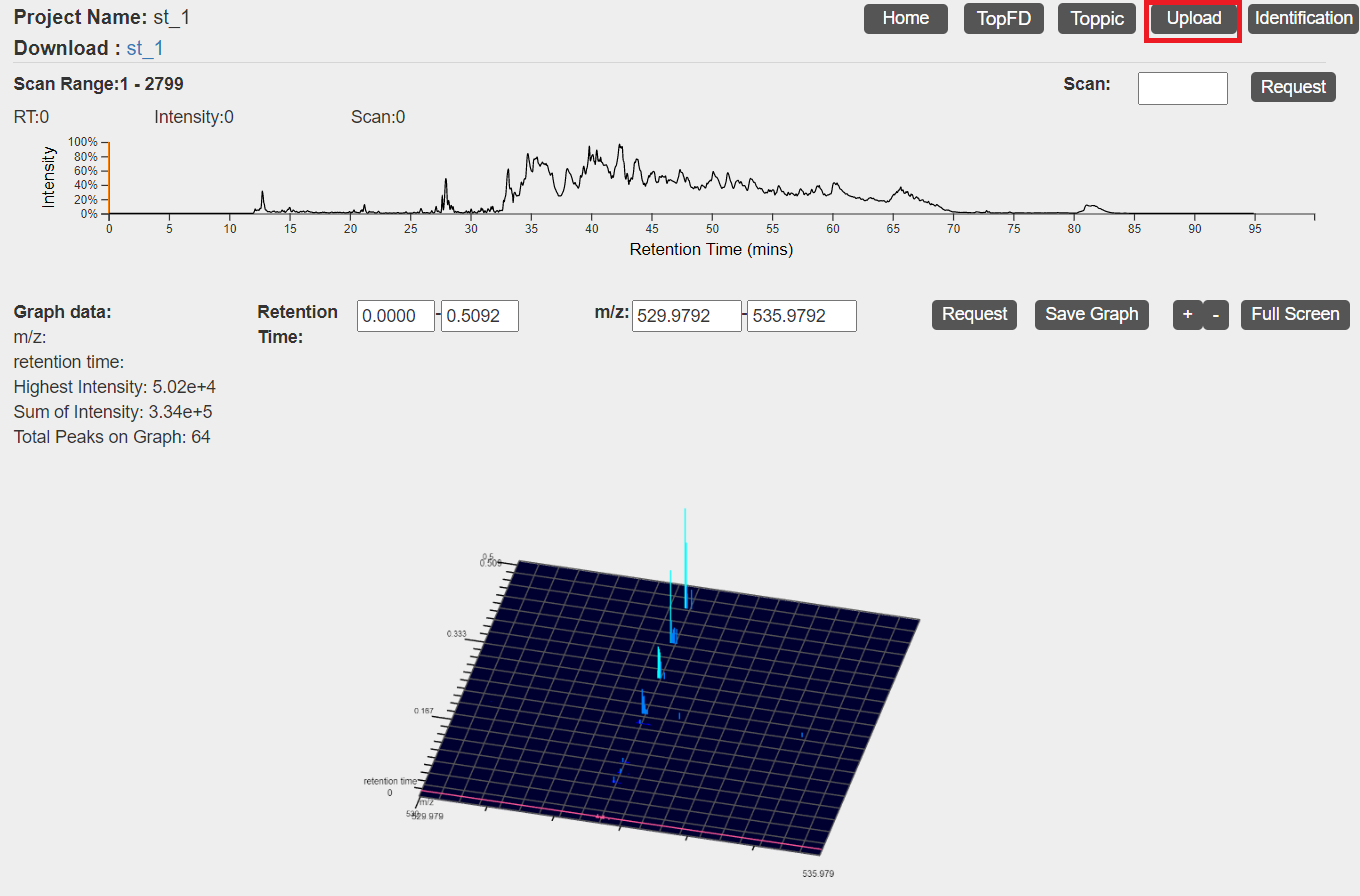 Project Name: st_1
Home TopFD Toppic Upload Identification
Download : st_1
Scan Range:1 - 2799
Scan: Request
RT:0 Intensity:0 Scan:0
Intensity
100%
80%
60%
40%
20%
0%
0 5 10 15 20 25 30 35 40 45 50 55 60 65 70 75 80 85 90 95
Retention Time (mins)
Graph data:
Retention Time:
0.0000 - 0.5092
m/z: 529.9792 - 535.9792
Request Save Graph + - Full Screen
m/z:
retention time:
Highest Intensity: 5.02e+4
Sum of Intensity: 3.34e+5
Total Peaks on Graph: 64
0.5
0.333
0.167
retention time
0
m/z
529.979
535.979